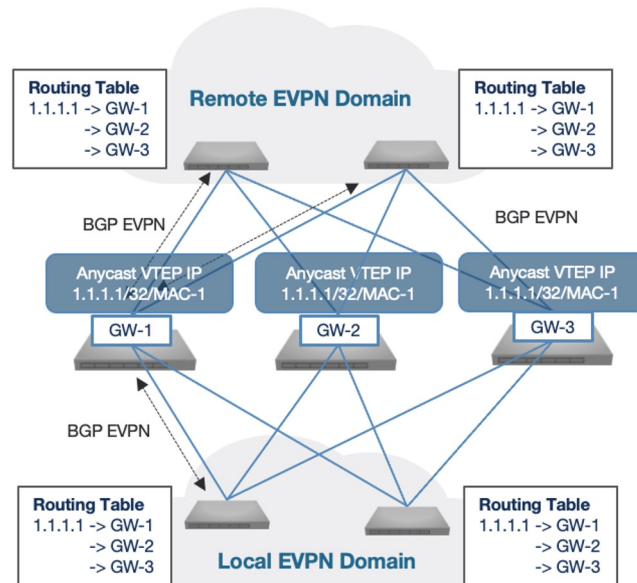 Routing Table
1.1.1.1 -> GW-1
-> GW-2
-> GW-3
Remote EVPN Domain
Routing Table
1.1.1.1 -> GW-1
-> GW-2
-> GW-3
BGP EVPN
BGP EVPN
Anycast VTEP IP
1.1.1.1/32/MAC-1
GW-1
Anycast VTEP IP
1.1.1.1/32/MAC-1
GW-2
Anycast VTEP IP
1.1.1.1/32/MAC-1
GW-3
BGP EVPN
Routing Table
1.1.1.1 -> GW-1
-> GW-2
-> GW-3
Local EVPN Domain
Routing Table
1.1.1.1 -> GW-1
-> GW-2
-> GW-3